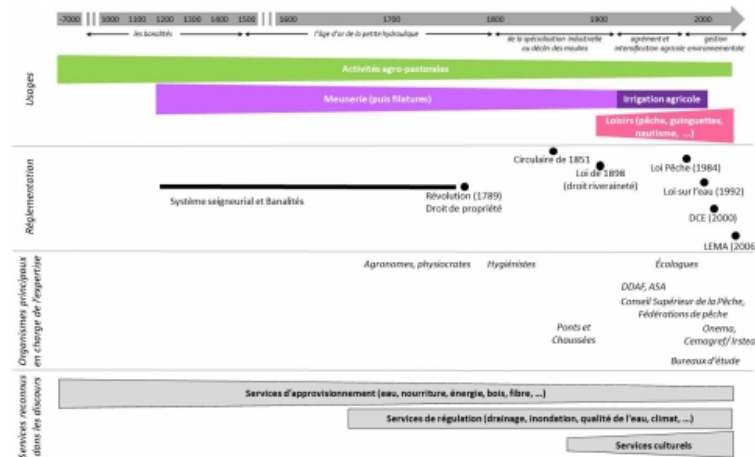 -7000 1000 1100 1200 1300 1400 1500 1600 1700 1800 1900 2000
les banalités
l'âge d'or de la petite hydraulique
de la spécialisation industrielle
au déclin des moulins
agrément et
intensification agricole
gestion
environnementale
Usages
Activités agro-pastorales
Meunerie (puis filatures)
Irrigation agricole
Loisirs (pêche, guinguettes,
nautisme, ...)
Réglementation
Système seigneurial et Banalités
Révolution (1789)
Droit de propriété
Circulaire de 1851
Loi de 1898
(droit riveraineté)
Loi Pêche (1984)
Loi sur l'eau (1992)
DCE (2000)
LEMA (2006
Organismes principaux
en charge de l'expertise
Agronomes, physiocrates
Hygiénistes
Écologues
DDAF, ASA
Conseil Supérieur de la Pêche,
Fédérations de pêche
Ponts et
Chaussées
Onema,
Cemagref/ Irstea
Bureaux d'étude
Services reconnus
dans les discours
Services d'approvisionnement (eau, nourriture, énergie, bois, fibre, ...)
Services de régulation (drainage, inondation, qualité de l'eau, climat, ...)
Services culturels